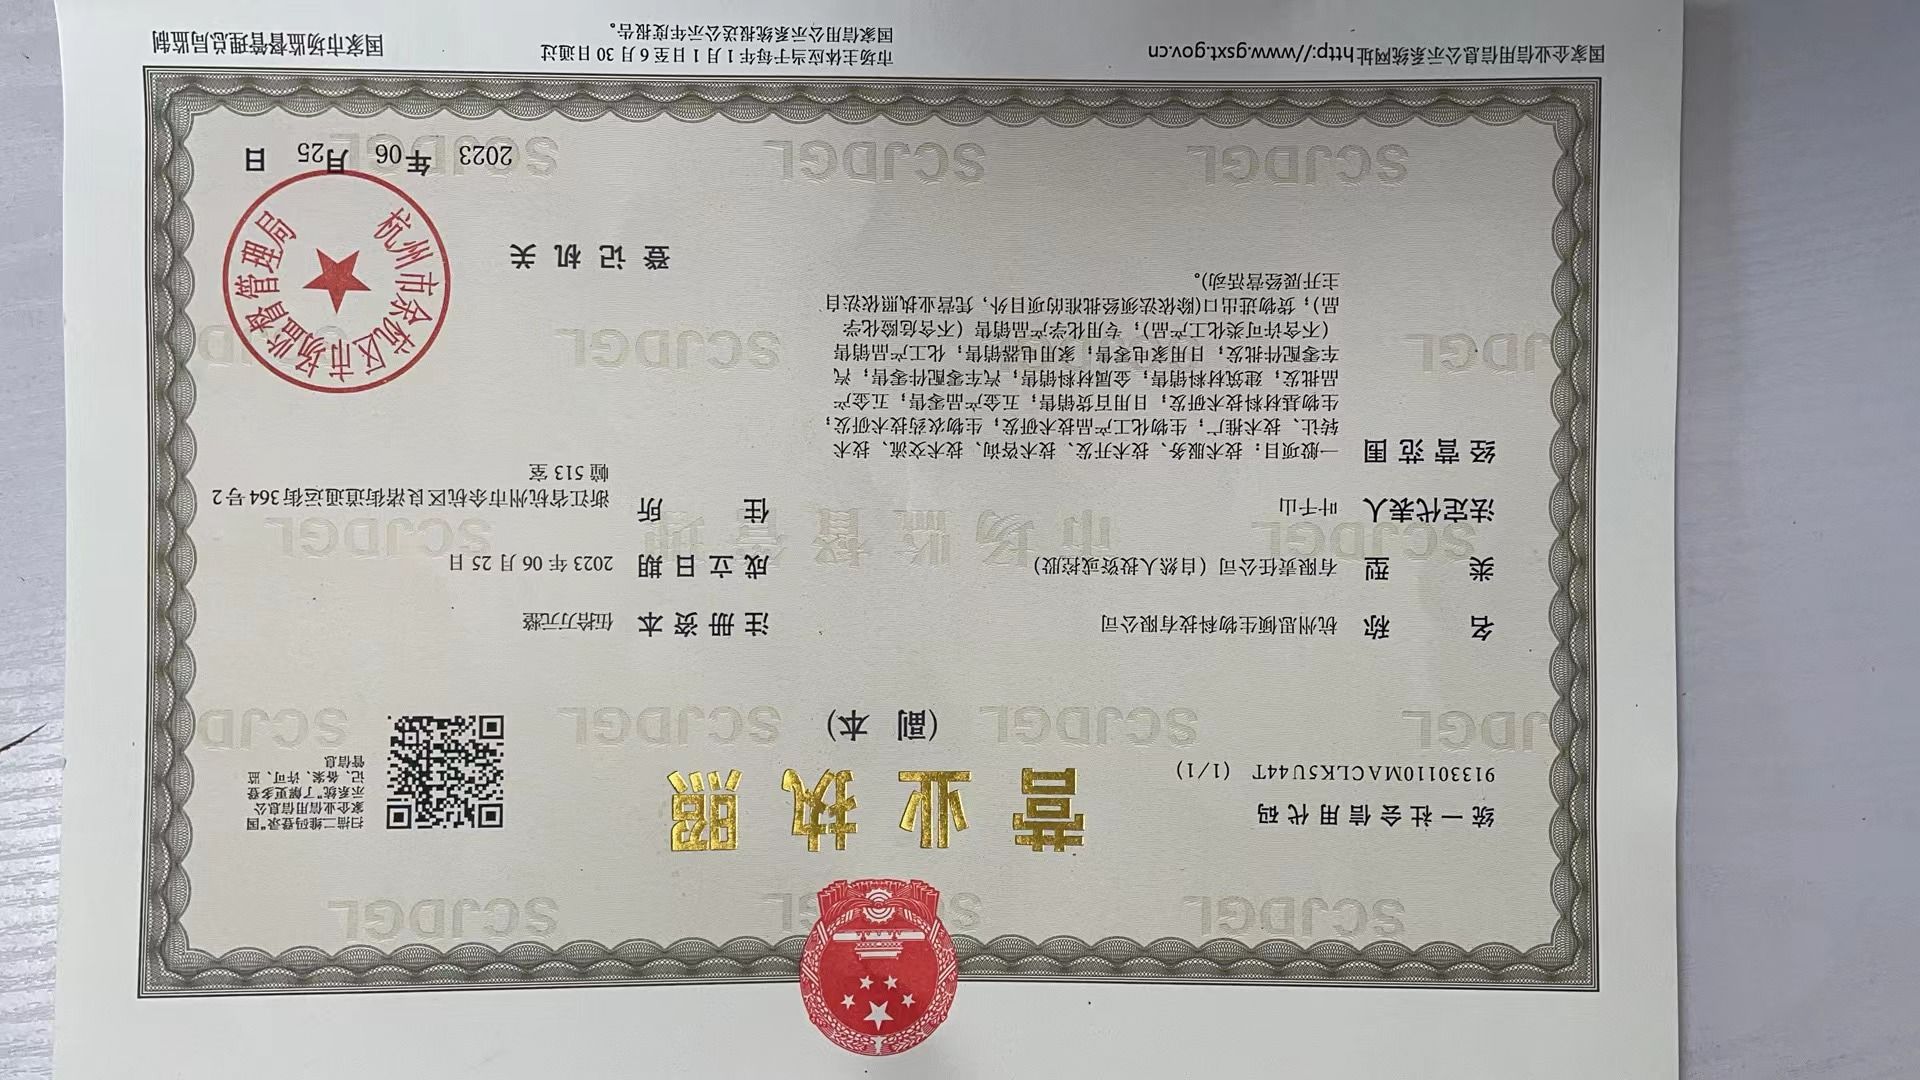 营业执照
（副 本）
统一社会信用代码
91330110MACLK5U44T （1/1）
扫描二维码登录“国
家企业信用信息公
示系统”了解更多登
记、备案、许可、监
管信息
名称 杭州思倾生物科技有限公司
类型 有限责任公司（自然人投资或控股）
法定代表人 叶千山
经营范围 一般项目：技术服务、技术开发、技术咨询、技术交流、技术
转让、技术推广；生物化工产品技术研发；生物农药技术研发；
生物基材料技术研发；日用百货销售；五金产品零售；五金产
品批发；建筑材料销售；金属材料销售；汽车零配件零售；汽
车零配件批发；日用家电零售；家用电器销售；化工产品销售
（不含许可类化工产品）；专用化学产品销售（不含危险化学
品）；货物进出口(除依法须经批准的项目外，凭营业执照依法自
主开展经营活动)。
注册资本 伍拾万元整
成立日期 2023年06月25日
住所 浙江省杭州市余杭区良渚街道通运街364号2
幢513室
登记机关
杭州市余杭区市场监督管理局
2023 年 06 月 25 日
国家企业信用信息公示系统网址http://www.gsxt.gov.cn
市场主体应当于每年1月1日至6月30日通过
国家信用公示系统报送公示年度报告。
国家市场监督管理总局监制
SCJDGL
市场监督管理